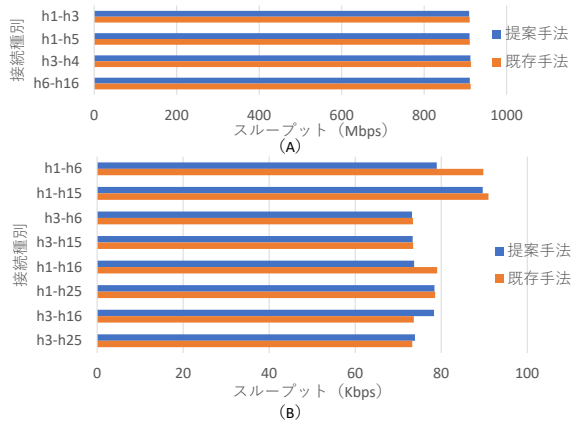 h1-h3
h1-h5
h3-h4
h6-h16
接続種別
提案手法
既存手法
0 200 400 600 800 1000
スループット（Mbps）
（A）
h1-h6
h1-h15
h3-h6
h3-h15
h1-h16
h1-h25
h3-h16
h3-h25
接続種別
提案手法
既存手法
0 20 40 60 80 100
スループット（Kbps）
（B）